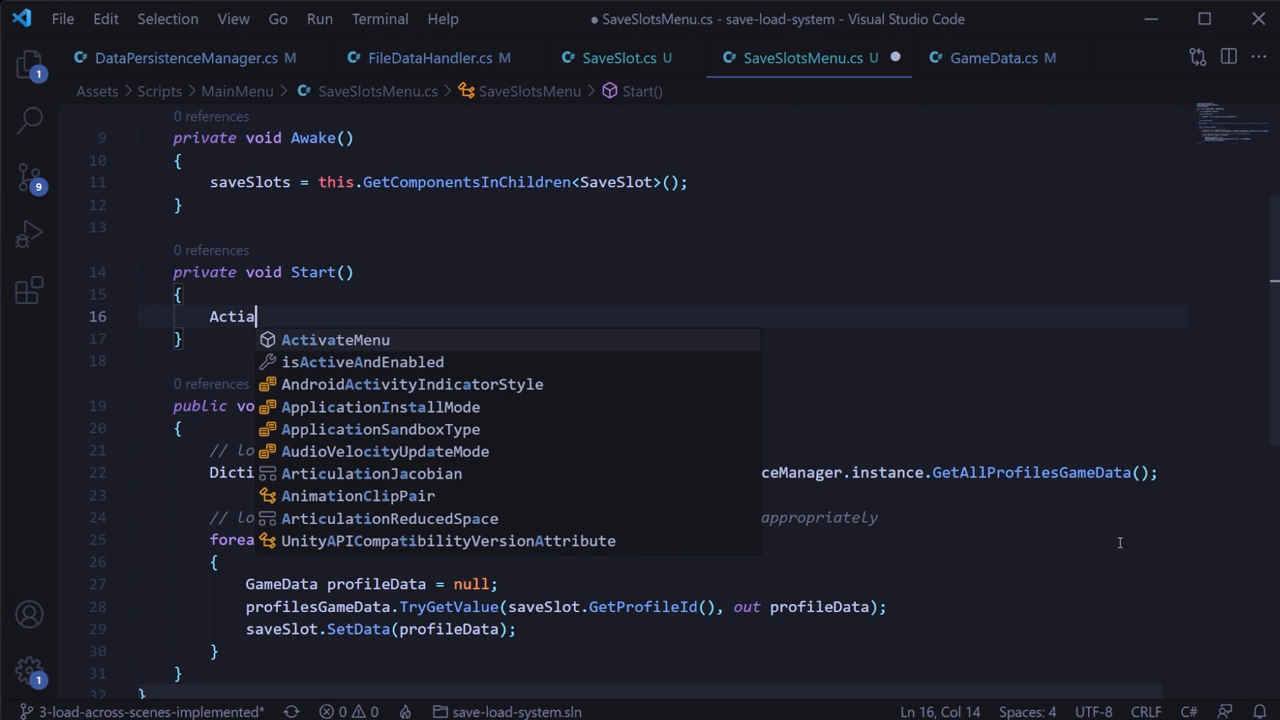 File Edit Selection View Go Run Terminal Help ● SaveSlotsMenu.cs - save-load-system - Visual Studio Code
DataPersistenceManager.cs M FileDataHandler.cs M SaveSlot.cs U SaveSlotsMenu.cs U GameData.cs M
Assets > Scripts > MainMenu > SaveSlotsMenu.cs > SaveSlotsMenu > Start()
0 references
9 private void Awake()
10 {
11 saveSlots = this.GetComponentsInChildren<SaveSlot>();
12 }
13
0 references
14 private void Start()
15 {
16 Actia
17 }
18
ActivateMenu
isActiveAndEnabled
AndroidActivityIndicatorStyle
ApplicationInstallMode
ApplicationSandboxType
AudioVelocityUpdateMode
ArticulationJacobian
AnimationClipPair
ArticulationReducedSpace
UnityAPICompatibilityVersionAttribute
0 references
19 public vo
20 {
21 // lo
22 Dicti ceManager.instance.GetAllProfilesGameData();
23
24 // lo appropriately
25 forea
26 {
27 GameData profileData = null;
28 profilesGameData.TryGetValue(saveSlot.GetProfileId(), out profileData);
29 saveSlot.SetData(profileData);
30 }
31 }
32 }
1
9
1
3-load-across-scenes-implemented* 0 0 save-load-system.sln Ln 16, Col 14 Spaces: 4 UTF-8 CRLF C#